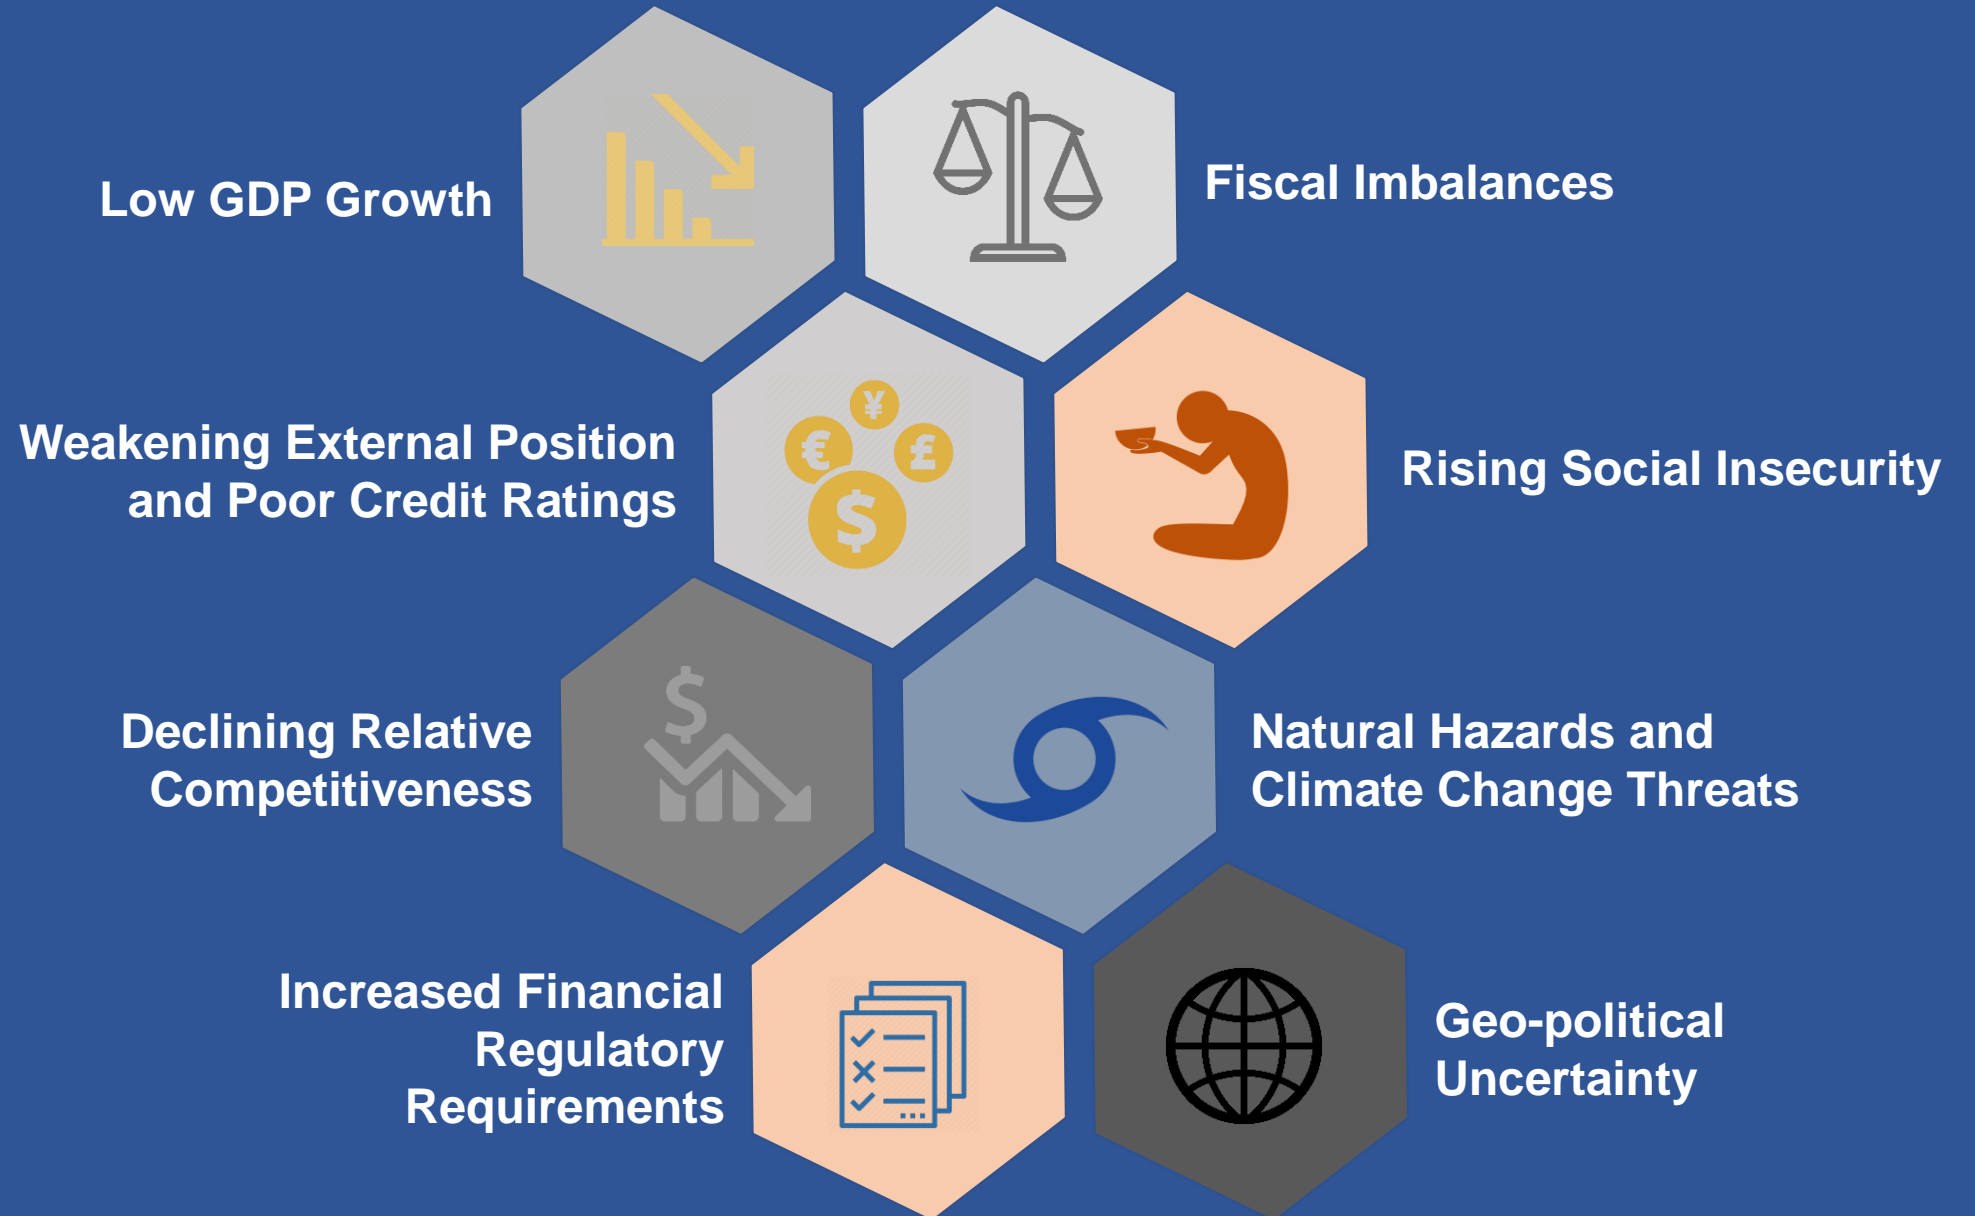 Low GDP Growth
Fiscal Imbalances
Weakening External Position
and Poor Credit Ratings
¥
€
£
$
Rising Social Insecurity
Declining Relative
Competitiveness
$
Natural Hazards and
Climate Change Threats
Increased Financial
Regulatory
Requirements
Geo-political
Uncertainty